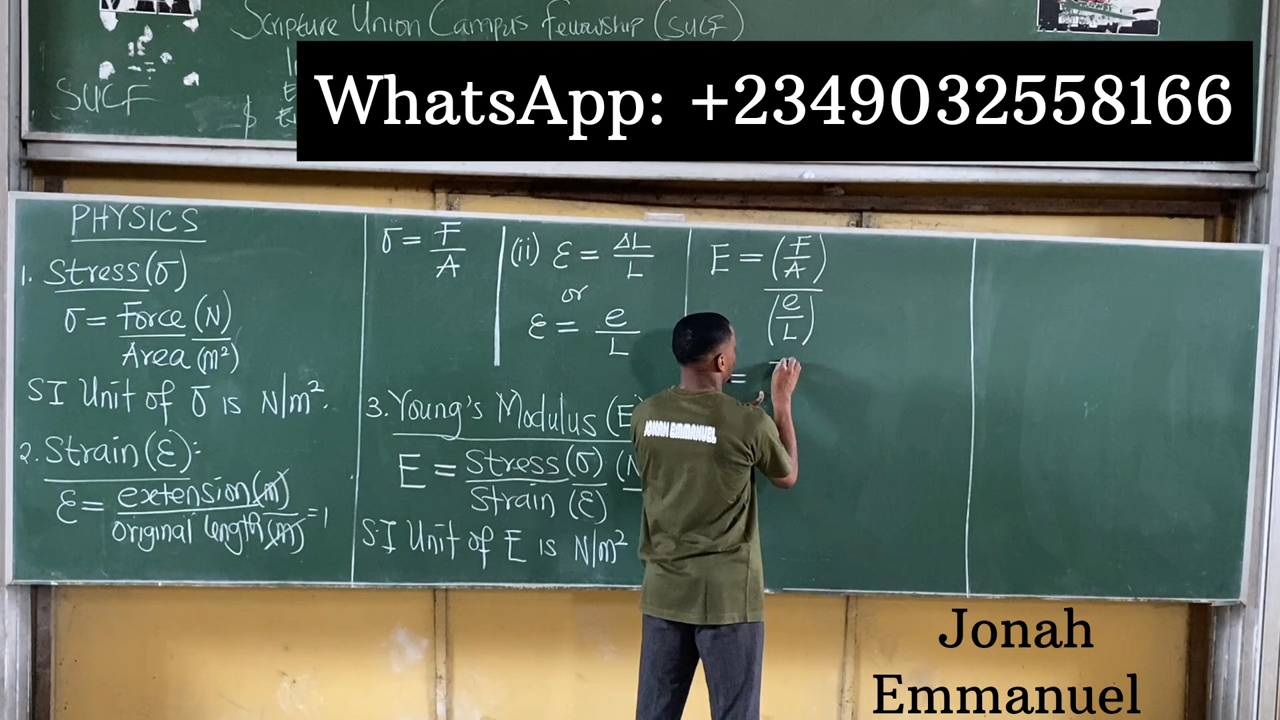 Scripture Union Campus Fellowship (SUCF)
SUCF
WhatsApp: +2349032558166
PHYSICS
1. Stress (σ)
σ = Force (N)
Area (m²)
SI Unit of σ is N/m².
2. Strain (ε):
ε = extension (m)
original length (m) = 1
σ = F
A
(ii) ε = ΔL
L
or
ε = e
L
3. Young's Modulus (E
E = Stress (σ) (N
Strain (ε)
S.I Unit of E is N/m²
E = (F
A)
(e
L)
=
JONAH EMMANUEL
Jonah
Emmanuel